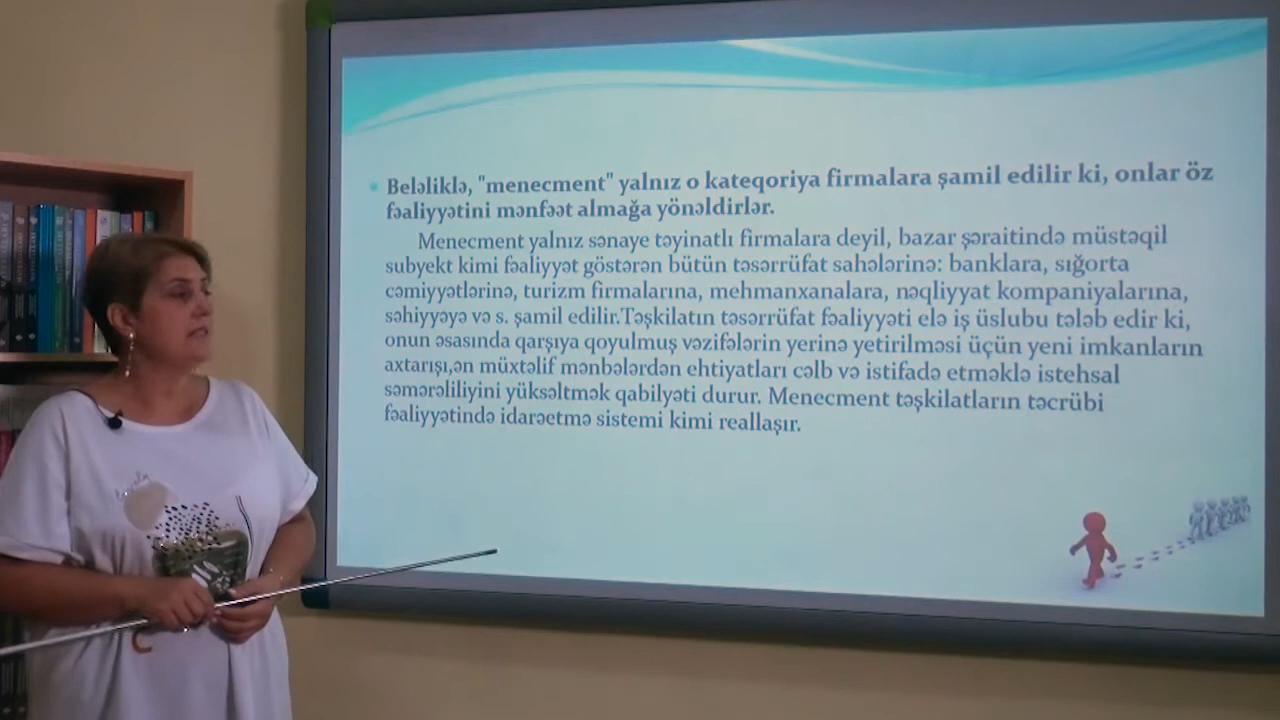 Beləliklə, "menecment" yalnız o kateqoriya firmalara şamil edilir ki, onlar öz
fəaliyyətini mənfəət almağa yönəldirlər.
Menecment yalnız sənaye təyinatlı firmalara deyil, bazar şəraitində müstəqil
subyekt kimi fəaliyyət göstərən bütün təsərrüfat sahələrinə: banklara, sığorta
cəmiyyətlərinə, turizm firmalarına, mehmanxanalara, nəqliyyat kompaniyalarına,
səhiyyəyə və s. şamil edilir.Təşkilatın təsərrüfat fəaliyyəti elə iş üslubu tələb edir ki,
onun əsasında qarşıya qoyulmuş vəzifələrin yerinə yetirilməsi üçün yeni imkanların
axtarışı,ən müxtəlif mənbələrdən ehtiyatları cəlb və istifadə etməklə istehsal
səmərəliliyini yüksəltmək qabilyəti durur. Menecment təşkilatların təcrübi
fəaliyyətində idarəetmə sistemi kimi reallaşır.